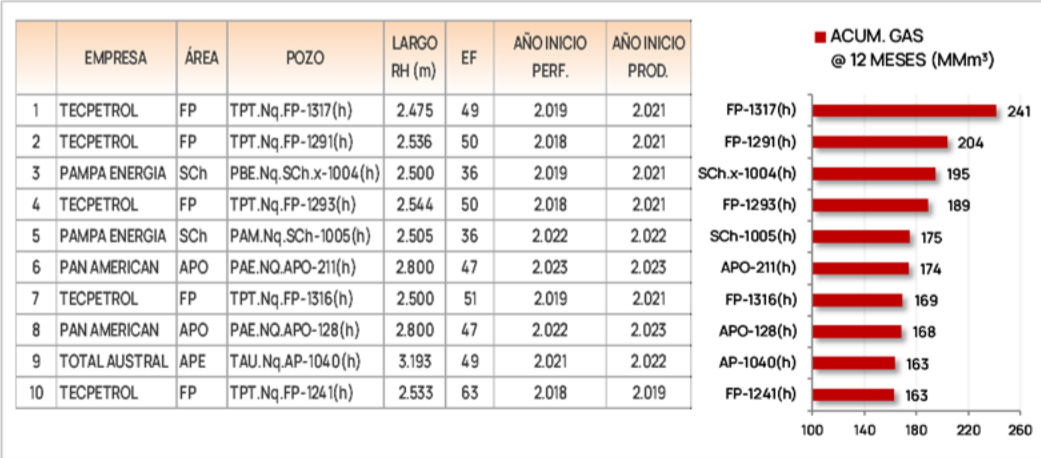 EMPRESA ÁREA POZO LARGO RH (m) EF AÑO INICIO PERF. AÑO INICIO PROD.
1 TECPETROL FP TPT.Nq.FP-1317(h) 2.475 49 2.019 2.021
2 TECPETROL FP TPT.Nq.FP-1291(h) 2.536 50 2.018 2.021
3 PAMPA ENERGIA SCh PBE.Nq.SCh.x-1004(h) 2.500 36 2.019 2.021
4 TECPETROL FP TPT.Nq.FP-1293(h) 2.544 50 2.018 2.021
5 PAMPA ENERGIA SCh PAM.Nq.SCh-1005(h) 2.505 36 2.022 2.022
6 PAN AMERICAN APO PAE.NQ.APO-211(h) 2.800 47 2.023 2.023
7 TECPETROL FP TPT.Nq.FP-1316(h) 2.500 51 2.019 2.021
8 PAN AMERICAN APO PAE.NQ.APO-128(h) 2.800 47 2.022 2.023
9 TOTAL AUSTRAL APE TAU.Nq.AP-1040(h) 3.193 49 2.021 2.022
10 TECPETROL FP TPT.Nq.FP-1241(h) 2.533 63 2.018 2.019
ACUM. GAS
@ 12 MESES (MMm³)
FP-1317(h) 241
FP-1291(h) 204
SCh.x-1004(h) 195
FP-1293(h) 189
SCh-1005(h) 175
APO-211(h) 174
FP-1316(h) 169
APO-128(h) 168
AP-1040(h) 163
FP-1241(h) 163
100 140 180 220 260